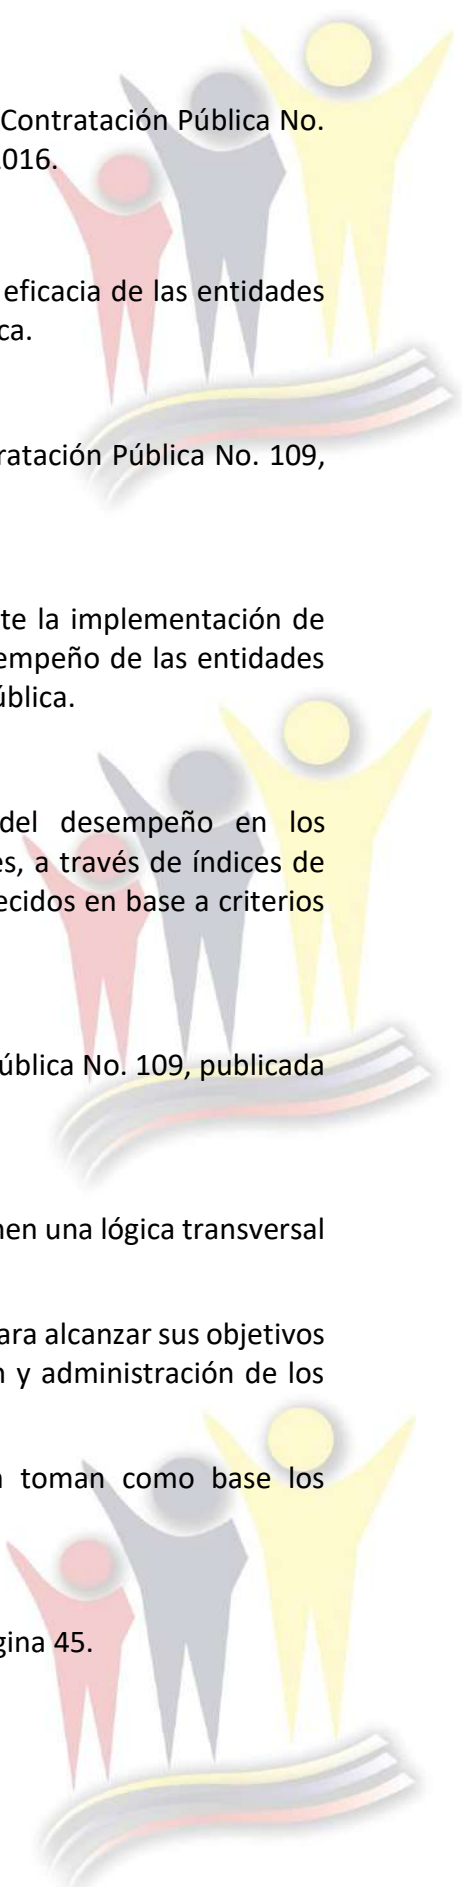 Contratación Pública No.
2016.
eficacia de las entidades
ca.
ratación Pública No. 109,
te la implementación de
empeño de las entidades
ública.
del desempeño en los
es, a través de índices de
ecidos en base a criterios
ública No. 109, publicada
nen una lógica transversal
ara alcanzar sus objetivos
n y administración de los
n toman como base los
gina 45.